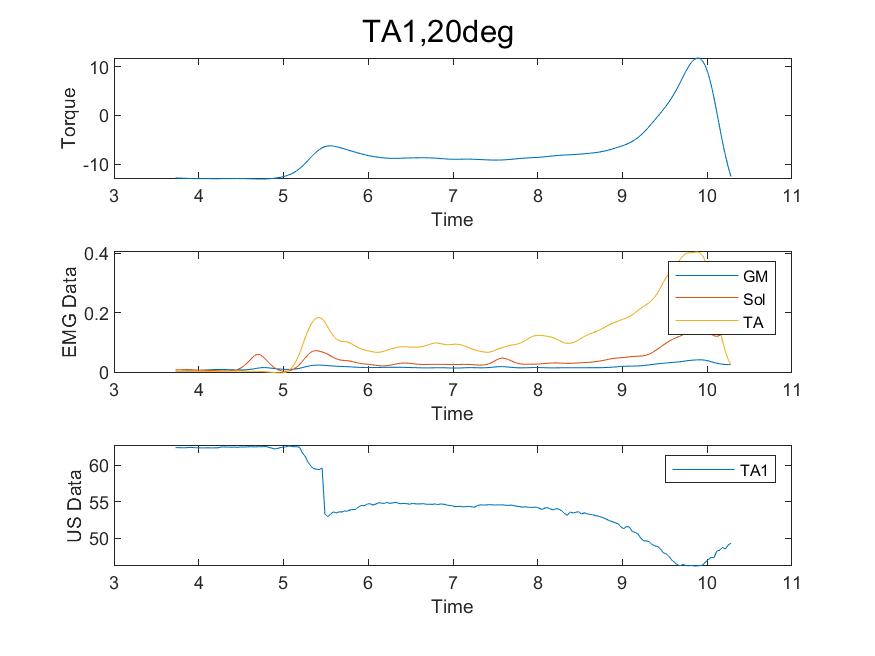 TA1,20deg
10
0
-10
Torque
3 4 5 6 7 8 9 10 11
Time
0.4
0.2
0
EMG Data
GM
Sol
TA
3 4 5 6 7 8 9 10 11
Time
60
55
50
US Data
TA1
3 4 5 6 7 8 9 10 11
Time